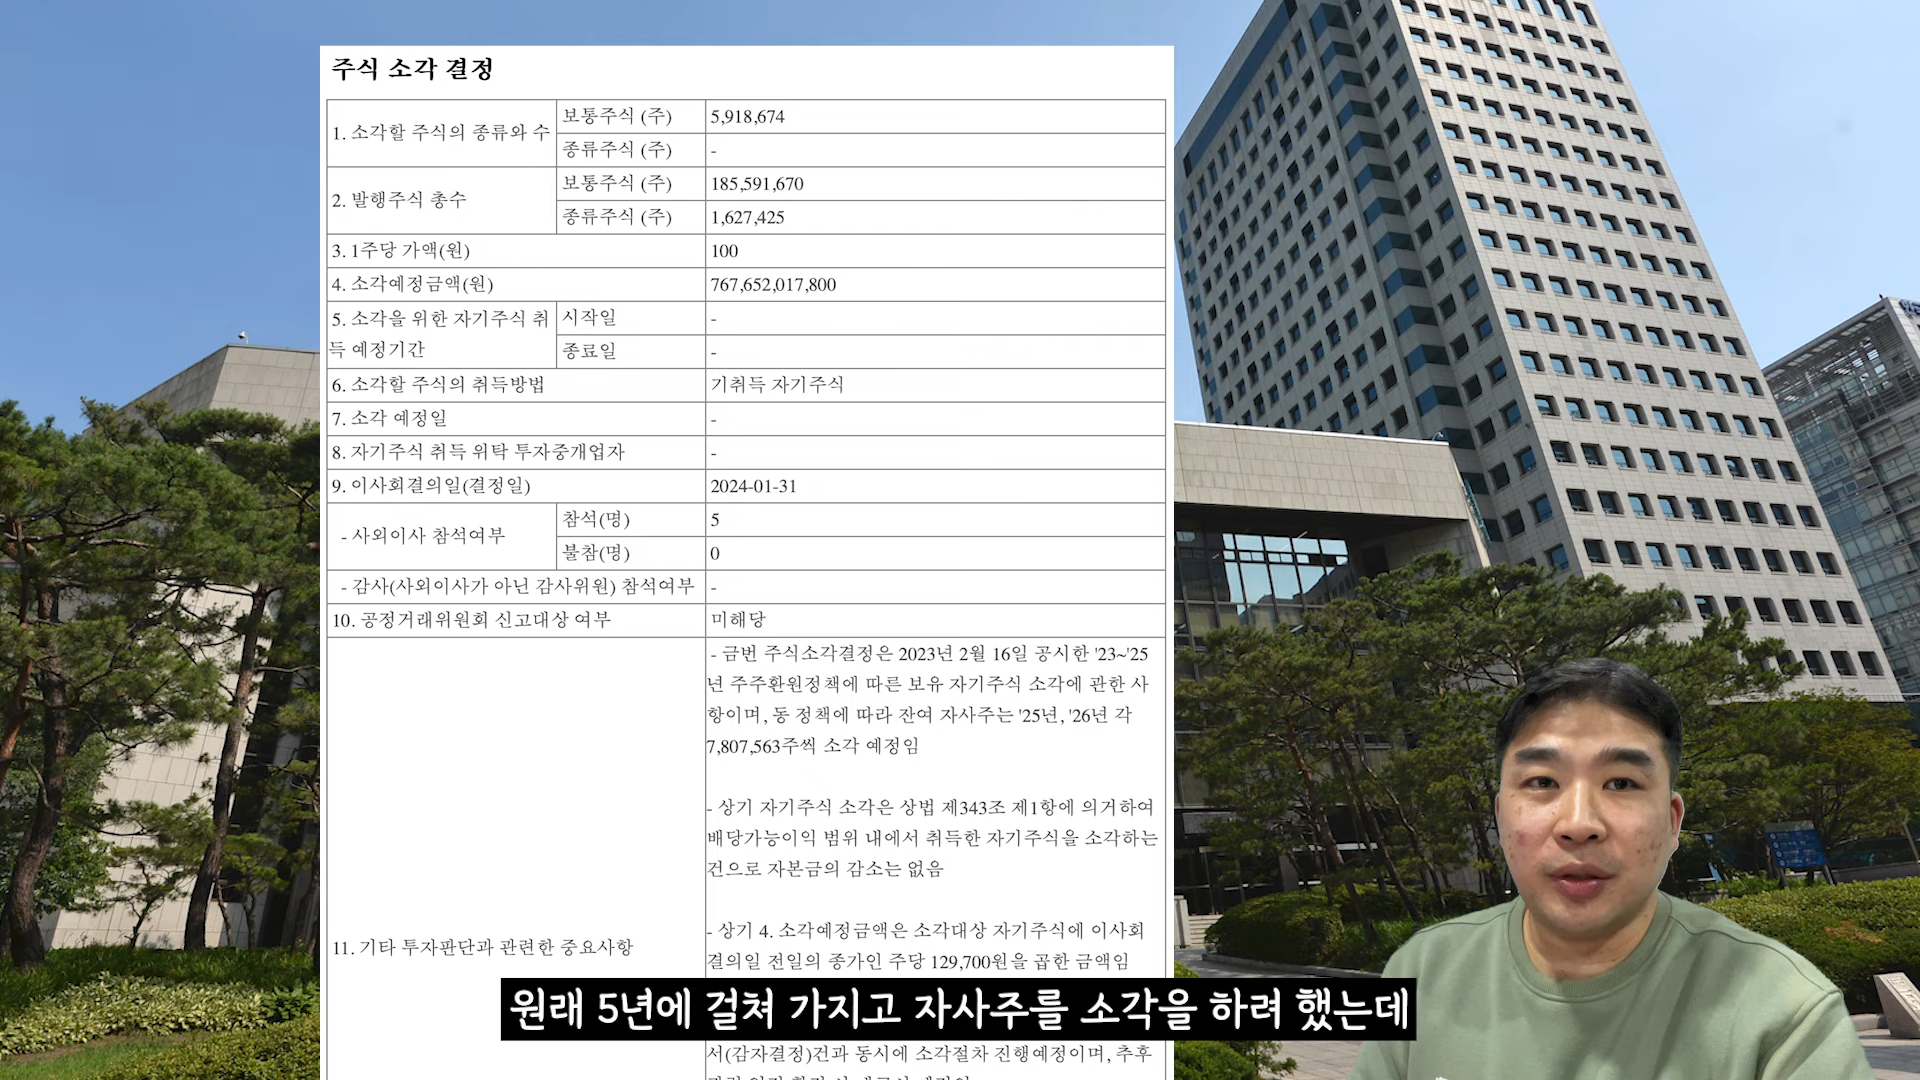 주식 소각 결정
1. 소각할 주식의 종류와 수
보통주식 (주)
5,918,674
종류주식 (주)
-
2. 발행주식 총수
보통주식 (주)
185,591,670
종류주식 (주)
1,627,425
3. 1주당 가액(원)
100
4. 소각예정금액(원)
767,652,017,800
5. 소각을 위한 자기주식 취
득 예정기간
시작일
-
종료일
-
6. 소각할 주식의 취득방법
기취득 자기주식
7. 소각 예정일
-
8. 자기주식 취득 위탁 투자중개업자
-
9. 이사회결의일(결정일)
2024-01-31
- 사외이사 참석여부
참석(명)
5
불참(명)
0
- 감사(사외이사가 아닌 감사위원) 참석여부
-
10. 공정거래위원회 신고대상 여부
미해당
11. 기타 투자판단과 관련한 중요사항
- 금번 주식소각결정은 2023년 2월 16일 공시한 '23~'25
년 주주환원정책에 따른 보유 자기주식 소각에 관한 사
항이며, 동 정책에 따라 잔여 자사주는 '25년, '26년 각
7,807,563주씩 소각 예정임
- 상기 자기주식 소각은 상법 제343조 제1항에 의거하여
배당가능이익 범위 내에서 취득한 자기주식을 소각하는
건으로 자본금의 감소는 없음
- 상기 4. 소각예정금액은 소각대상 자기주식에 이사회
결의일 전일의 종가인 주당 129,700원을 곱한 금액임
원래 5년에 걸쳐 가지고 자사주를 소각을 하려 했는데
서(감자결정)건과 동시에 소각절차 진행예정이며, 추후